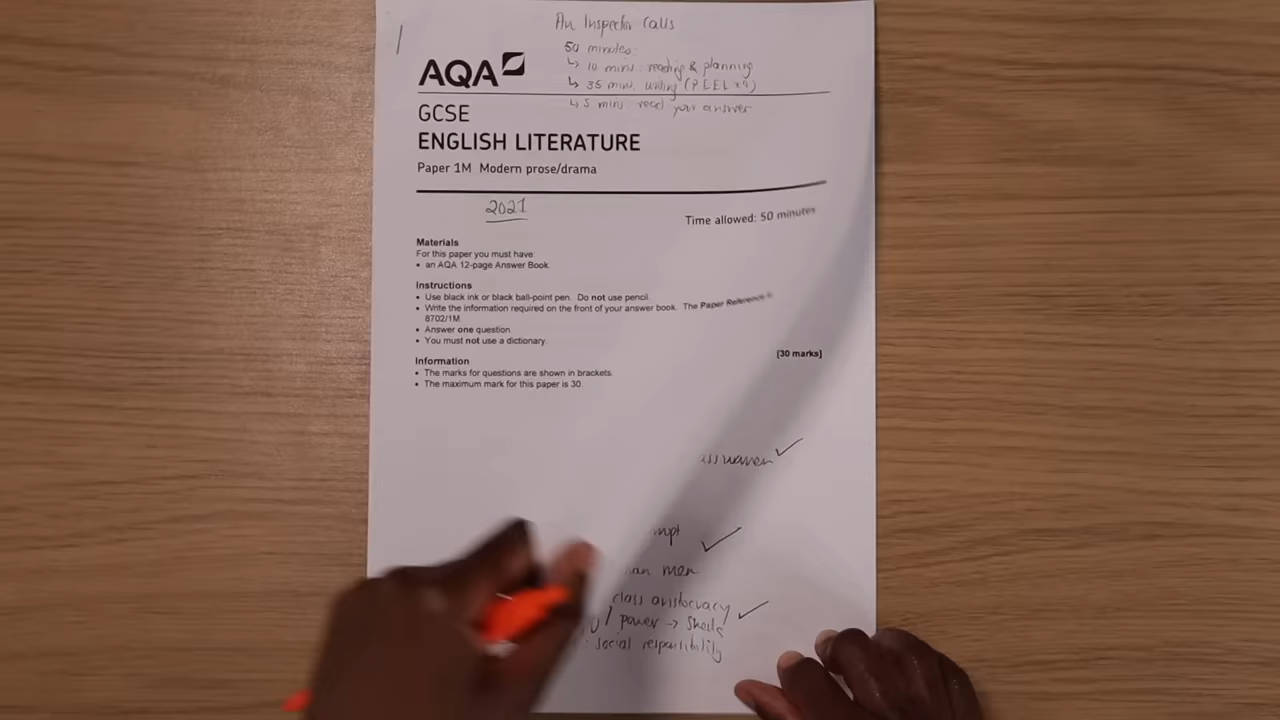 An Inspector Calls
50 minutes:
↳ 10 mins: reading & planning
↳ 35 mins: writing (PEEL x4)
↳ 5 mins: read your answer
AQA
GCSE
ENGLISH LITERATURE
Paper 1M Modern prose/drama
2021
Time allowed: 50 minutes
Materials
For this paper you must have:
• an AQA 12-page Answer Book.
Instructions
• Use black ink or black ball-point pen. Do not use pencil.
• Write the information required on the front of your answer book. The Paper Reference is
8702/1M.
• Answer one question.
• You must not use a dictionary.
[30 marks]
Information
• The marks for questions are shown in brackets.
• The maximum mark for this paper is 30.
men
class aristocracy
power → Sheila
: social responsibility